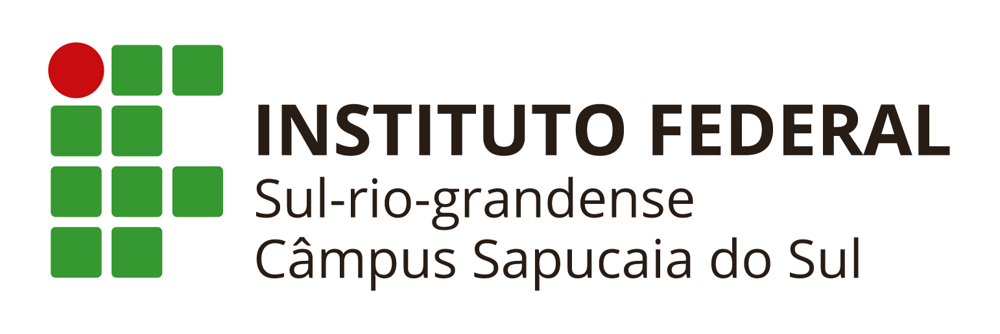 INSTITUTO FEDERAL
Sul-rio-grandense
Câmpus Sapucaia do Sul